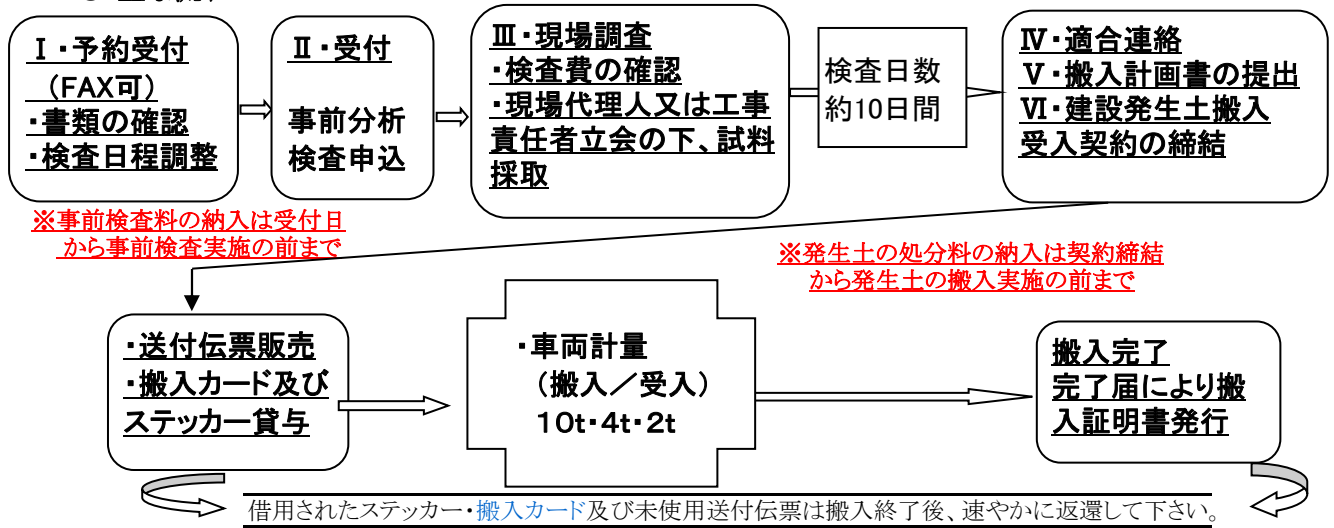 Ⅰ・予約受付
(FAX可)
・書類の確認
・検査日程調整
Ⅱ・受付
事前分析
検査申込
Ⅲ・現場調査
・検査費の確認
・現場代理人又は工事
責任者立会の下、試料
採取
検査日数
約10日間
Ⅳ・適合連絡
Ⅴ・搬入計画書の提出
Ⅵ・建設発生土搬入
受入契約の締結
※事前検査料の納入は受付日
から事前検査実施の前まで
※発生土の処分料の納入は契約締結
から発生土の搬入実施の前まで
・送付伝票販売
・搬入カード及び
ステッカー貸与
・車両計量
(搬入／受入)
10t・4t・2t
搬入完了
完了届により搬
入証明書発行
借用されたステッカー・搬入カード及び未使用送付伝票は搬入終了後、速やかに返還して下さい。